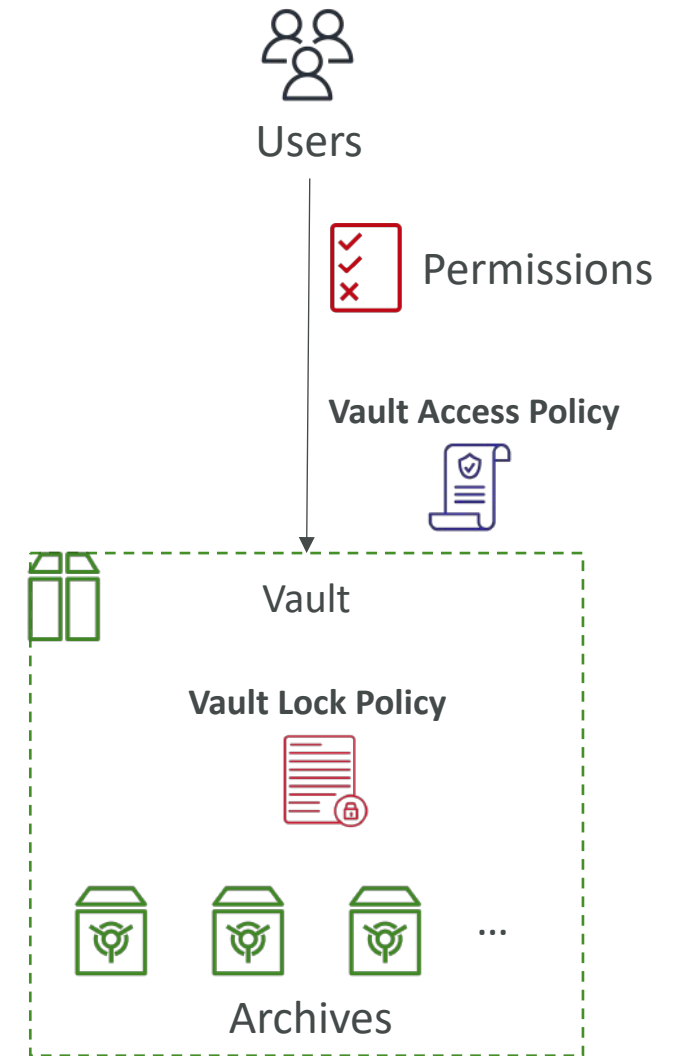 Users
Permissions
Vault Access Policy
Vault
Vault Lock Policy
...
Archives